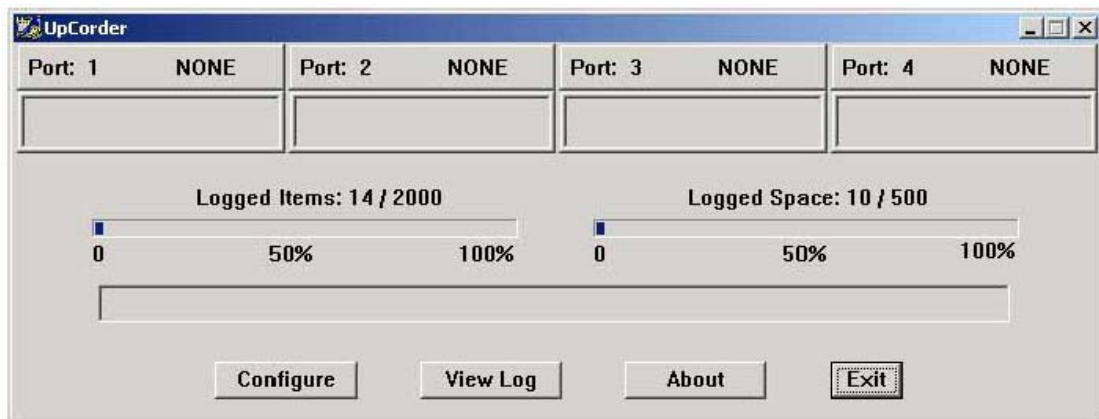 UpCorder
Port: 1 NONE Port: 2 NONE Port: 3 NONE Port: 4 NONE
Logged Items: 14 / 2000 Logged Space: 10 / 500
0 50% 100% 0 50% 100%
Configure View Log About Exit